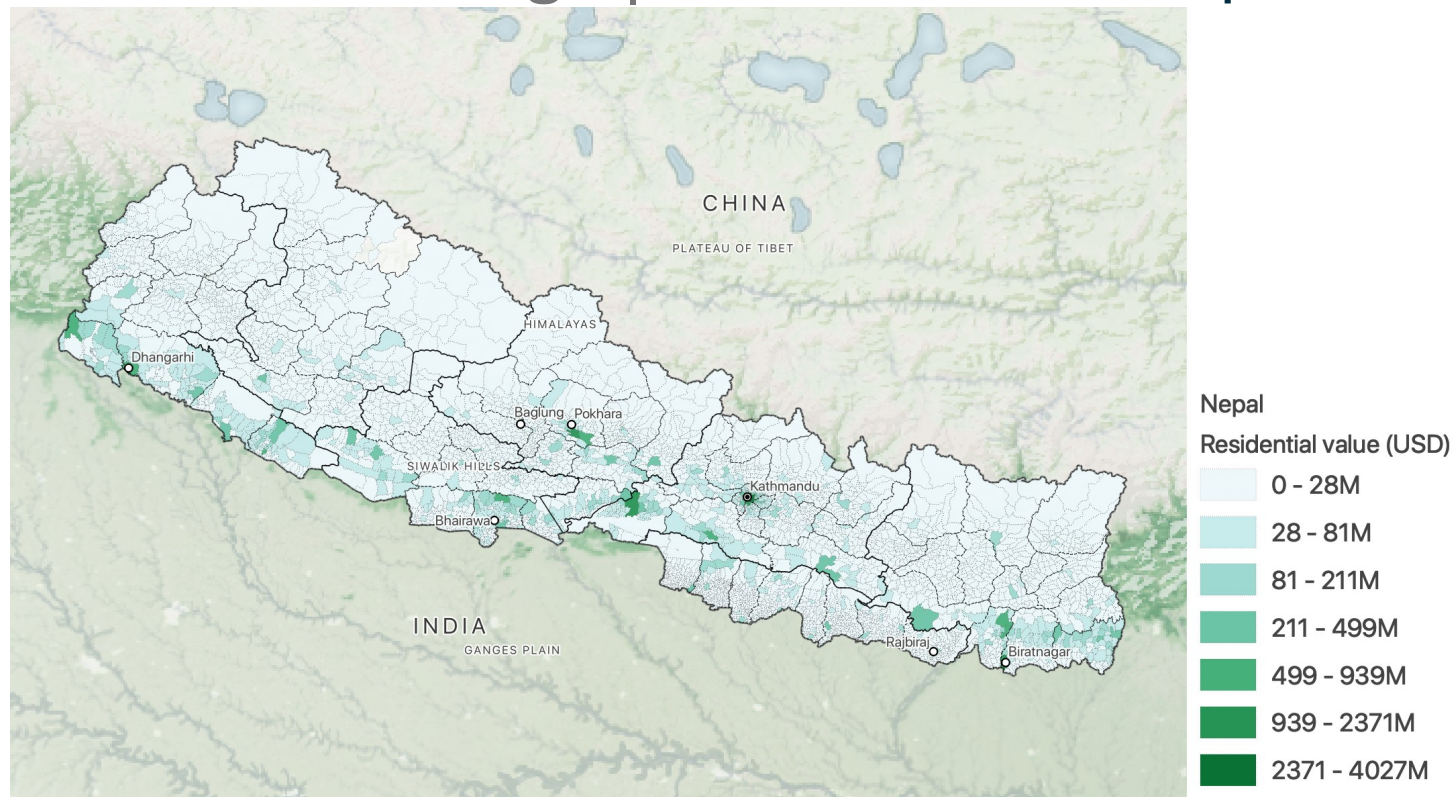 CHINA
PLATEAU OF TIBET
HIMALAYAS
Dhangarhi
Baglung
Pokhara
SIWADIK HILLS
Kathmandu
Bhairawa
INDIA
GANGES PLAIN
Rajbiraj
Biratnagar
Nepal
Residential value (USD)
0 - 28M
28 - 81M
81 - 211M
211 - 499M
499 - 939M
939 - 2371M
2371 - 4027M